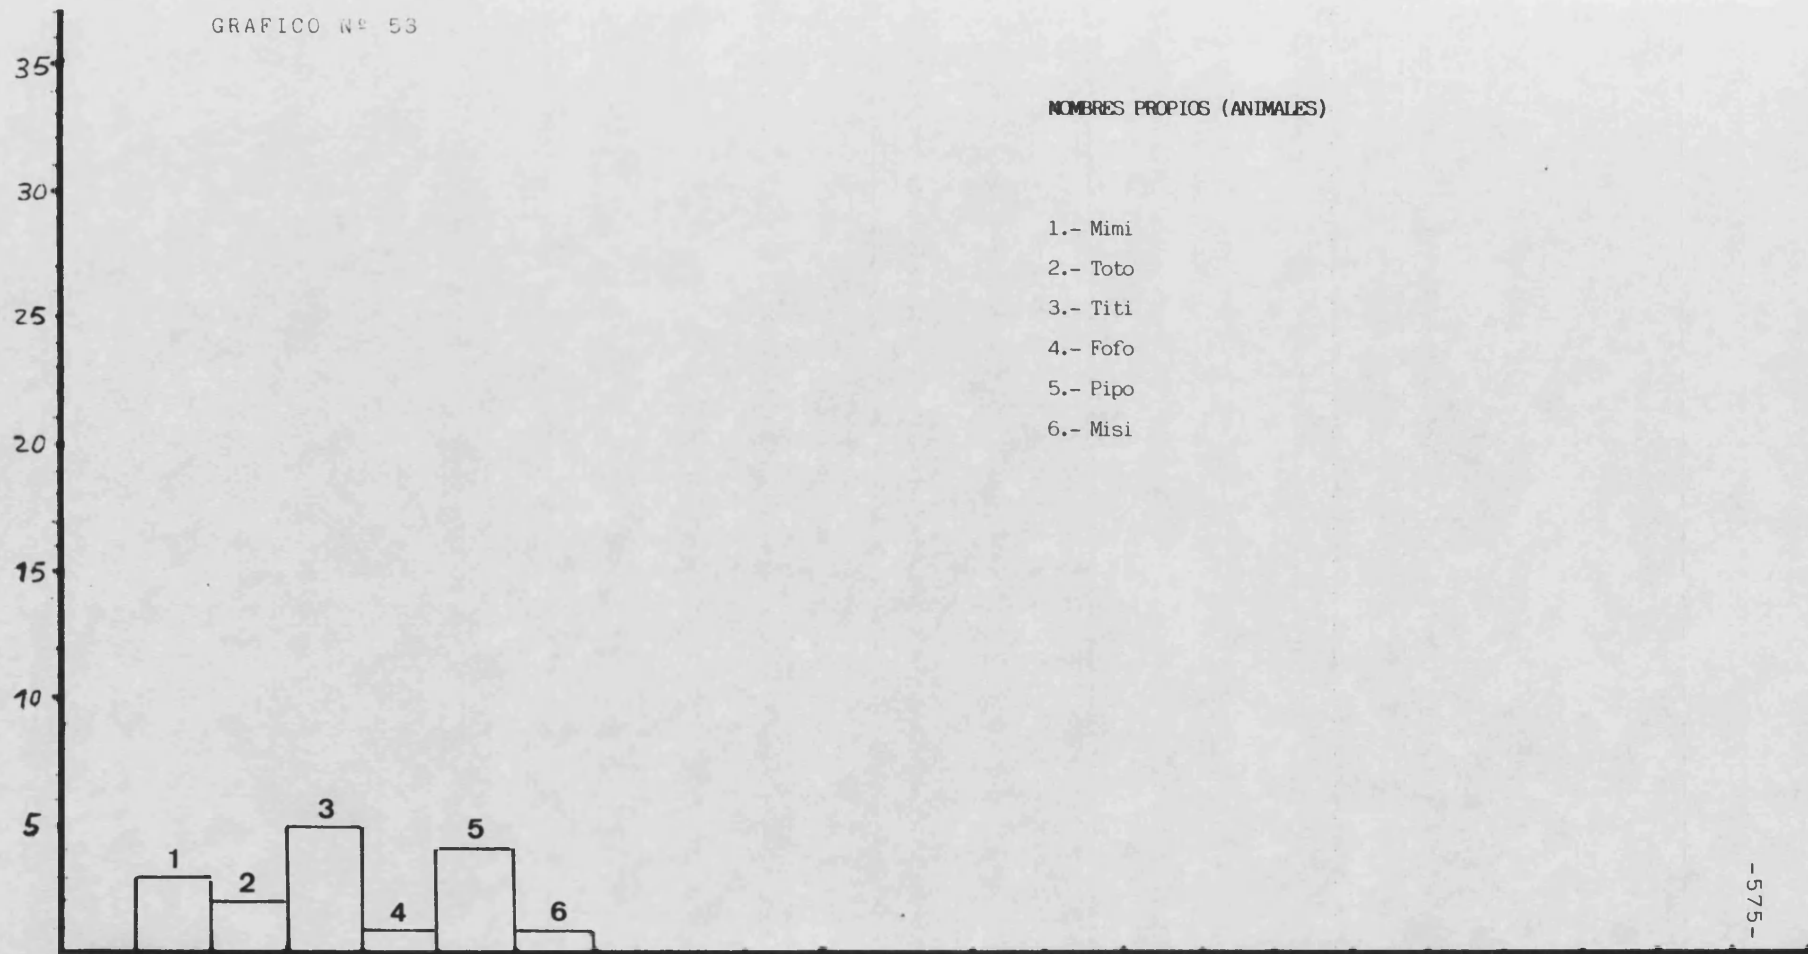 GRAFICO Nº 53
NOMBRES PROPIOS (ANIMALES)
1.- Mimi
2.- Toto
3.- Titi
4.- Fofo
5.- Pipo
6.- Misi
35
30
25
20
15
10
5
1
2
3
4
5
6
-575-